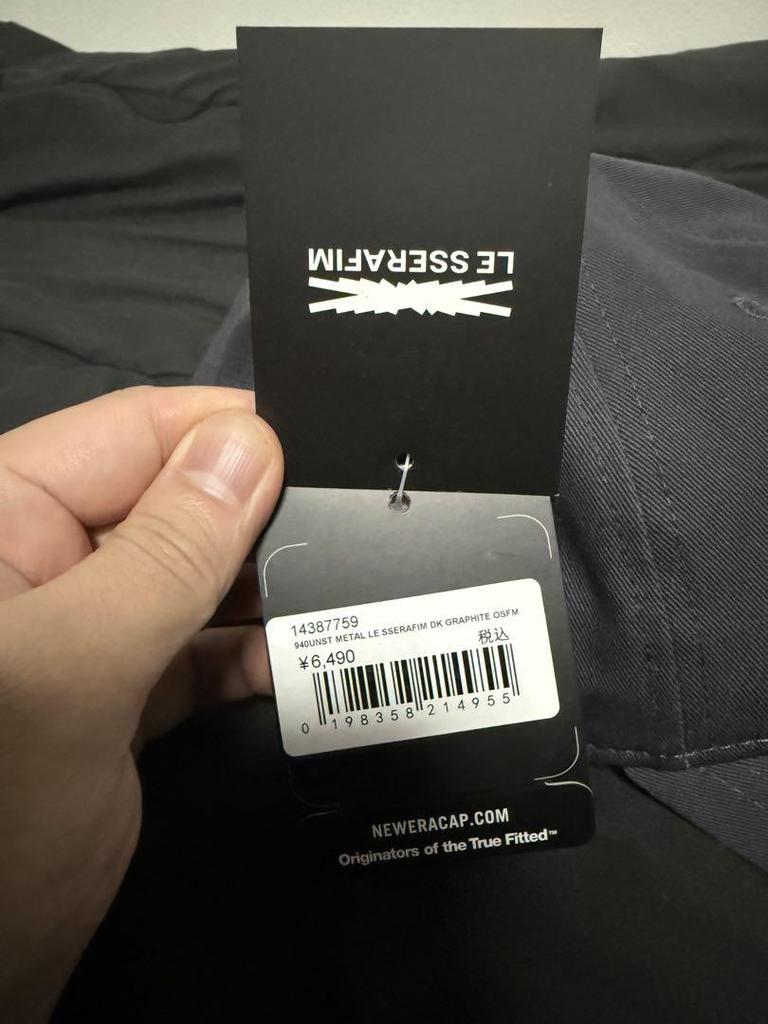 LE SSERAFIM
14387759
940UNST METAL LE SSERAFIM DK GRAPHITE OSFM
¥6,490 税込
0 198358 214955
NEWERACAP.COM
Originators of the True Fitted™